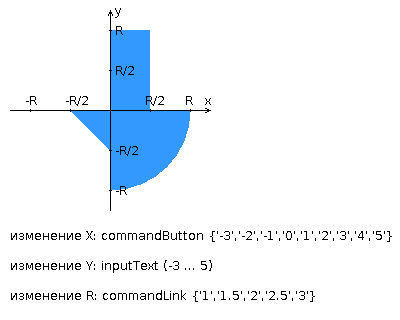 y
R
R/2
-R -R/2 R/2 R x
-R/2
-R
изменение X: commandButton {'-3','-2','-1','0','1','2','3','4','5'}
изменение Y: inputText (-3 ... 5)
изменение R: commandLink {'1','1.5','2','2.5','3'}